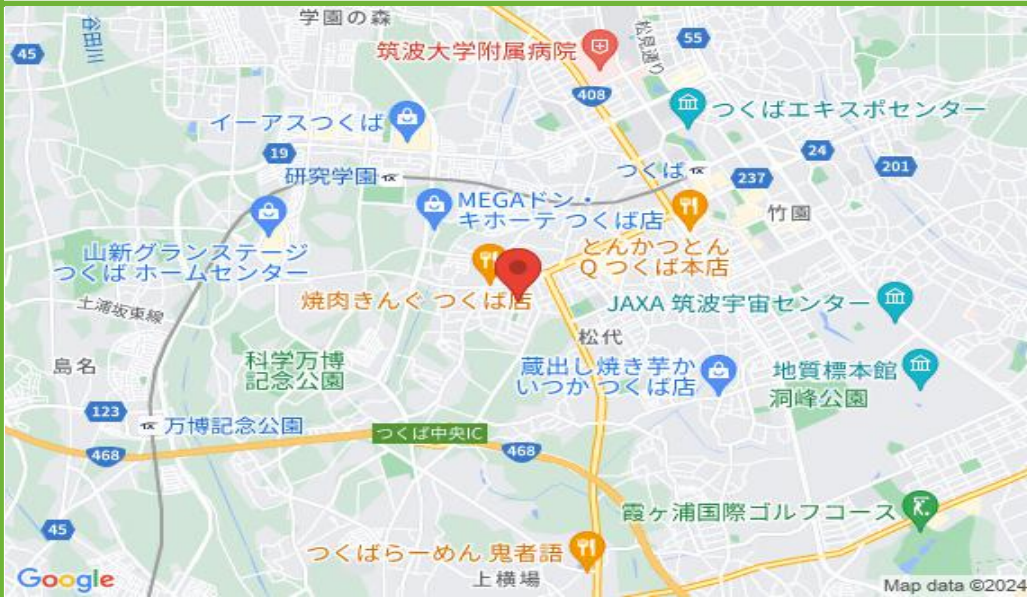 学園の森
谷田川
45
筑波大学附属病院
蓮見通り
55
408
つくばエキスポセンター
イーアスつくば
19
24
研究学園
つくば
237
201
MEGAドン・
キホーテ つくば店
竹園
山新グランステージ
つくば ホームセンター
とんかつとん
Q つくば本店
焼肉きんぐ つくば店
JAXA 筑波宇宙センター
土浦坂東線
松代
島名
科学万博
記念公園
蔵出し焼き芋か
いつか つくば店
地質標本館
洞峰公園
123
万博記念公園
つくば中央IC
468
468
霞ヶ浦国際ゴルフコース
45
つくばらーめん 鬼者語
上横場
Google
Map data ©2024